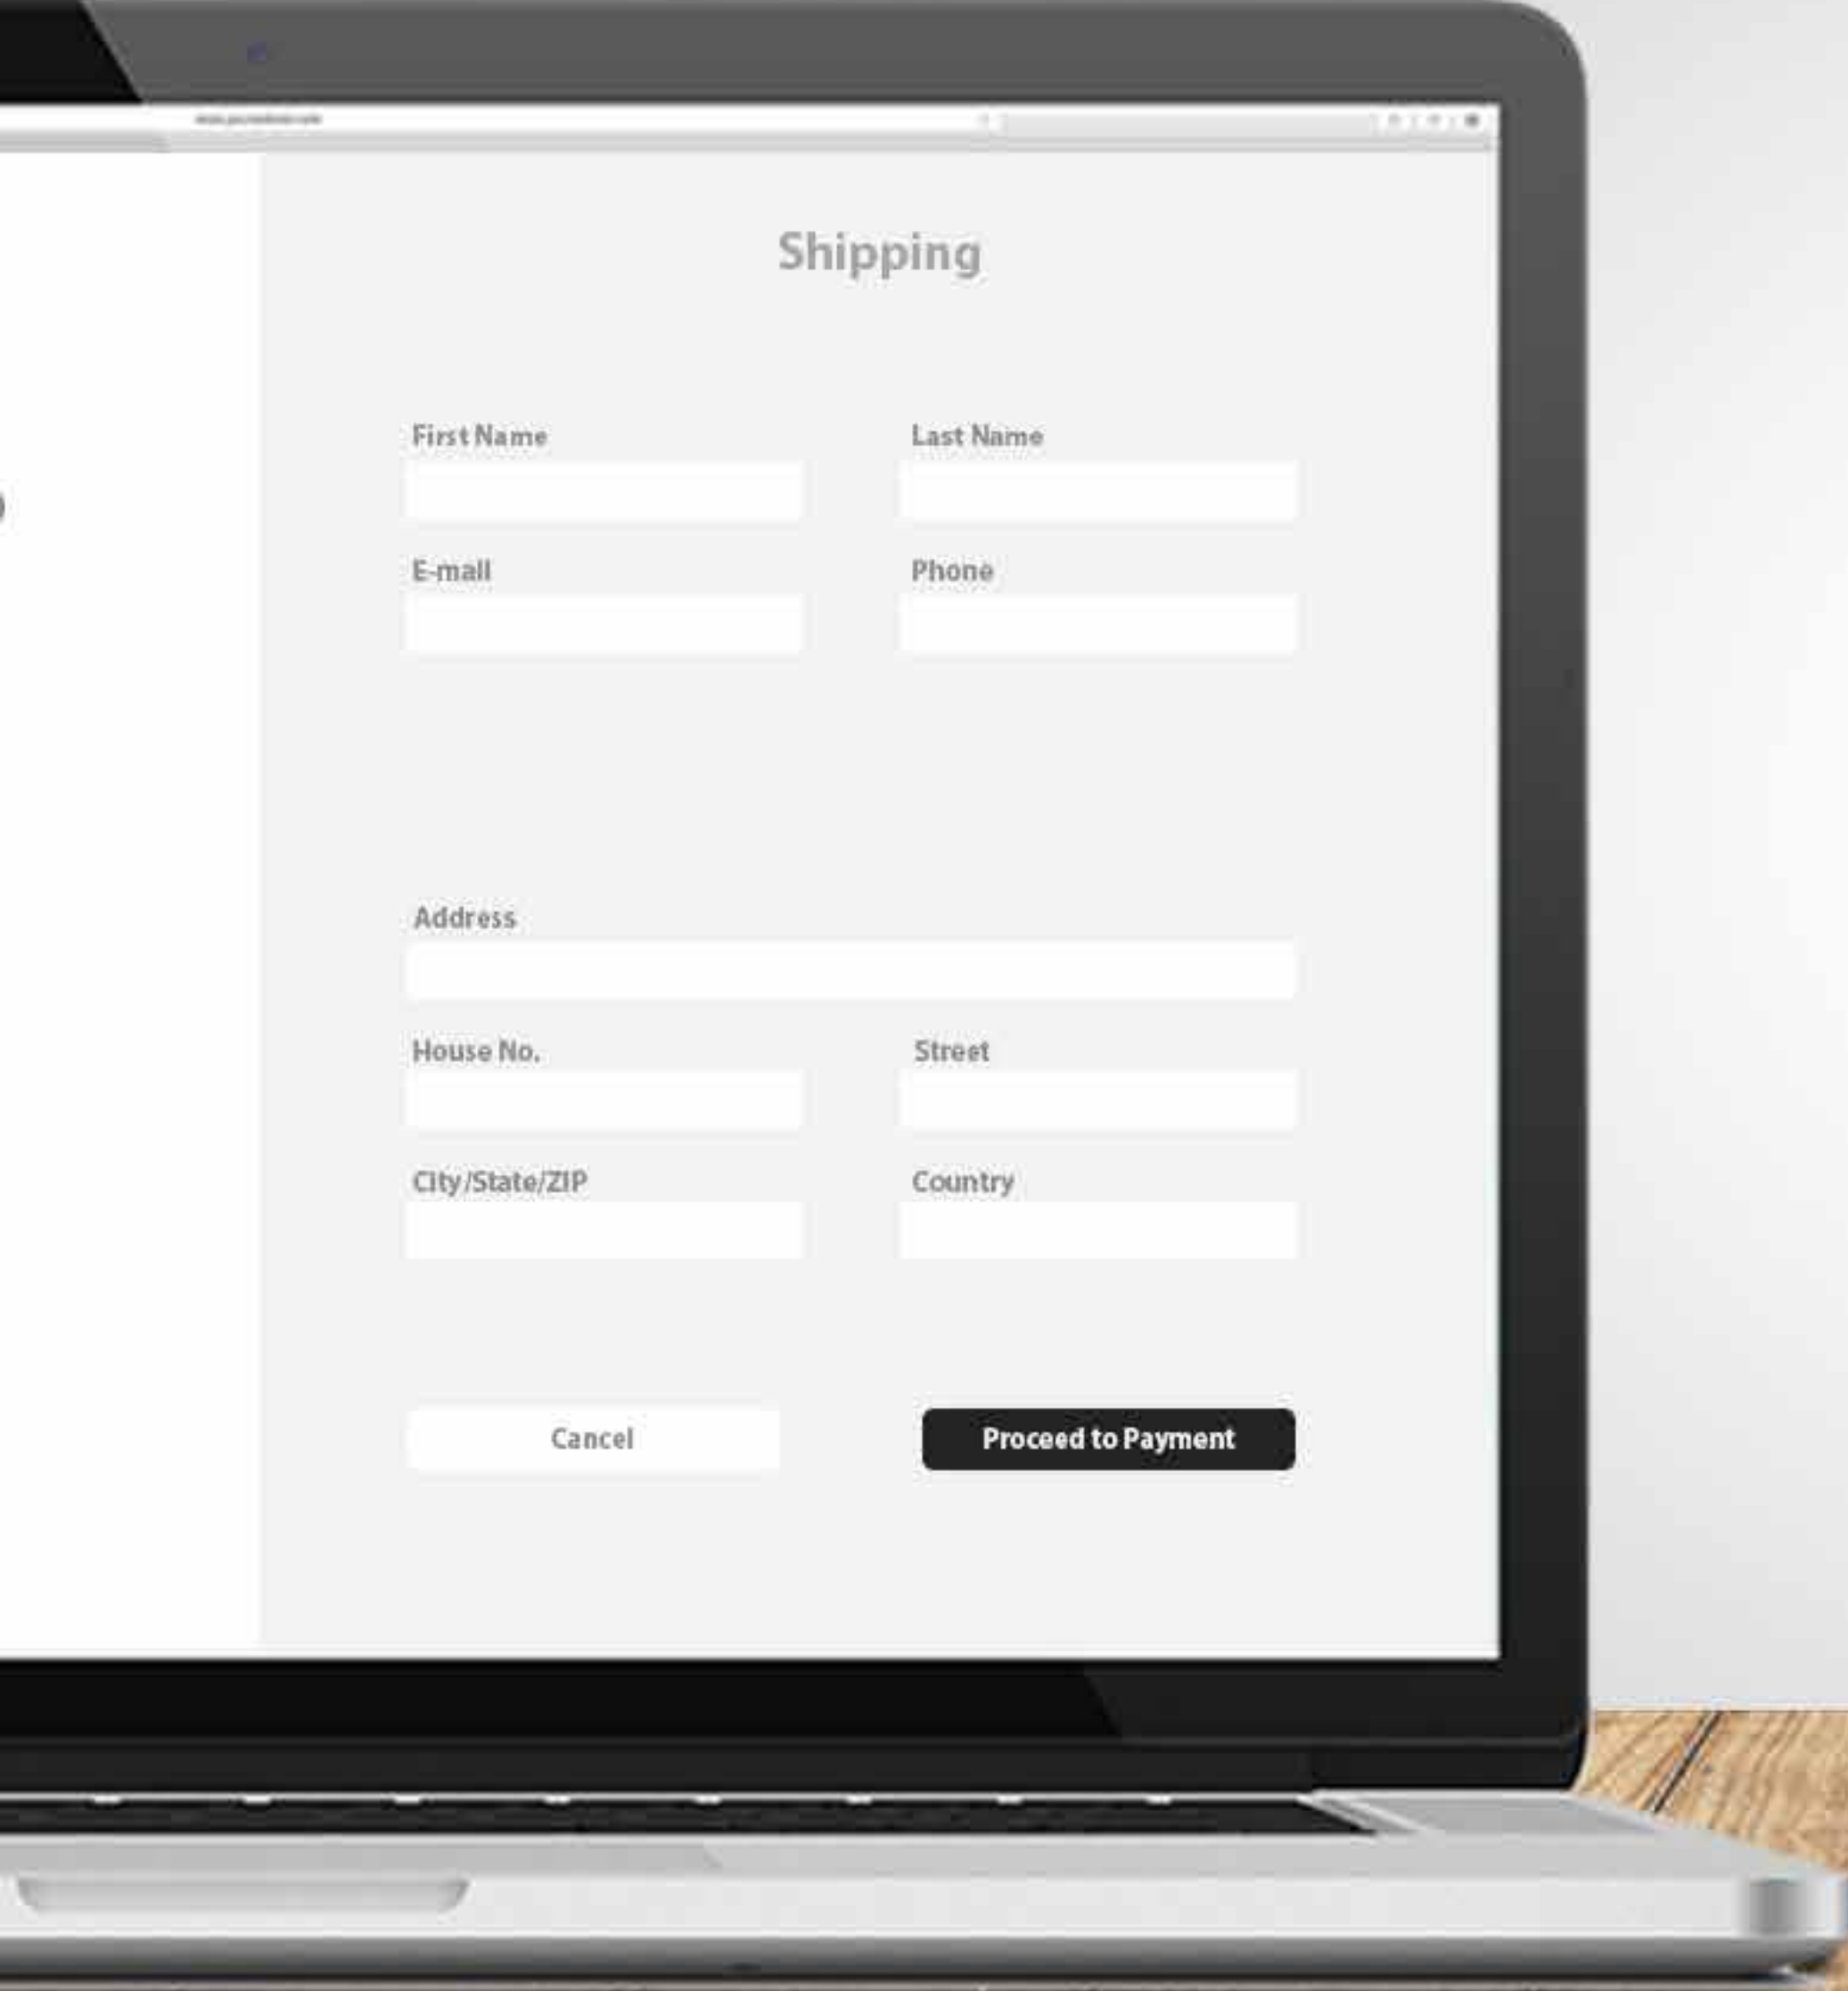 Shipping
First Name Last Name
E-mail Phone
Address
House No. Street
City/State/ZIP Country
Cancel Proceed to Payment